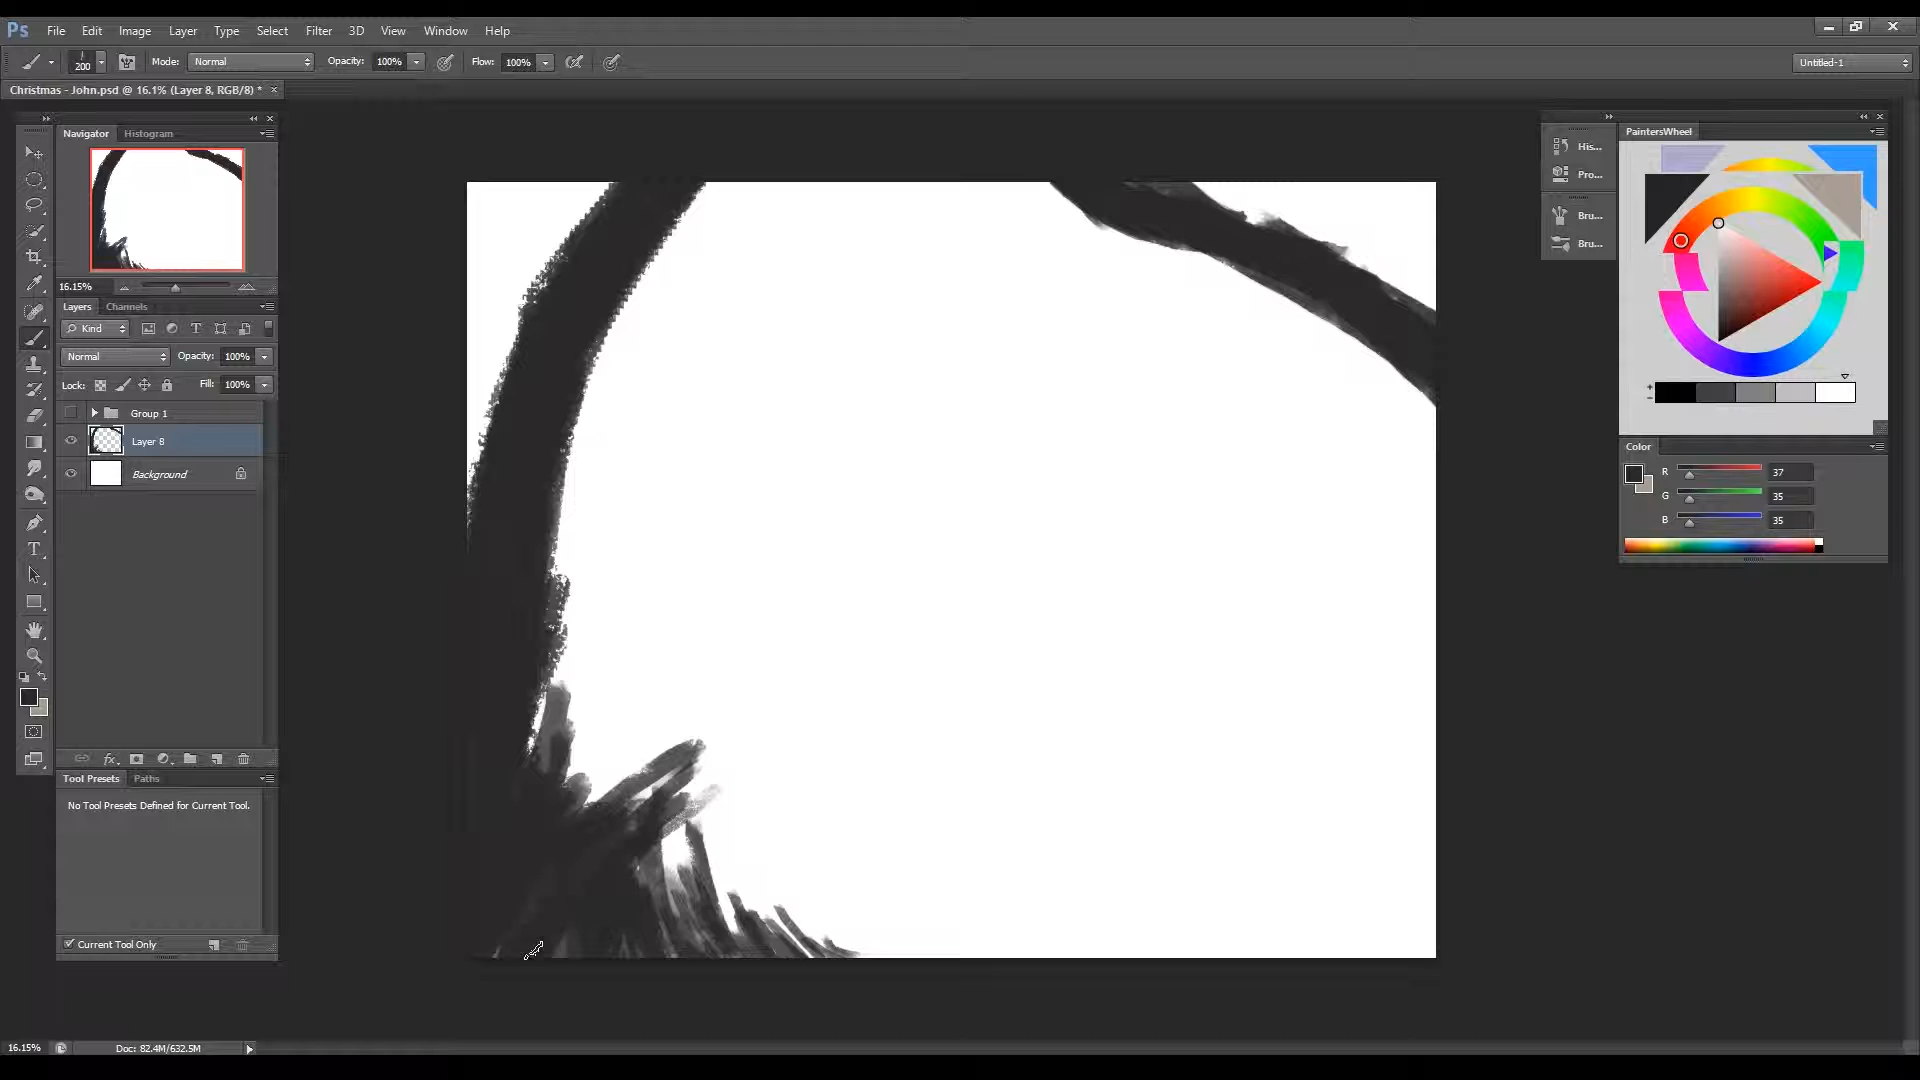 Ps File Edit Image Layer Type Select Filter 3D View Window Help
200 Mode: Normal Opacity: 100% Flow: 100% Untitled-1
Christmas - John.psd @ 16.1% (Layer 8, RGB/8) *
Navigator Histogram
16.15%
Layers Channels
Kind
Normal Opacity: 100%
Lock: Fill: 100%
Group 1
Layer 8
Background
Tool Presets Paths
No Tool Presets Defined for Current Tool.
Current Tool Only
His...
Pro...
Bru...
Bru...
PaintersWheel
Color
R 37
G 35
B 35
16.15% Doc: 82.4M/632.5M